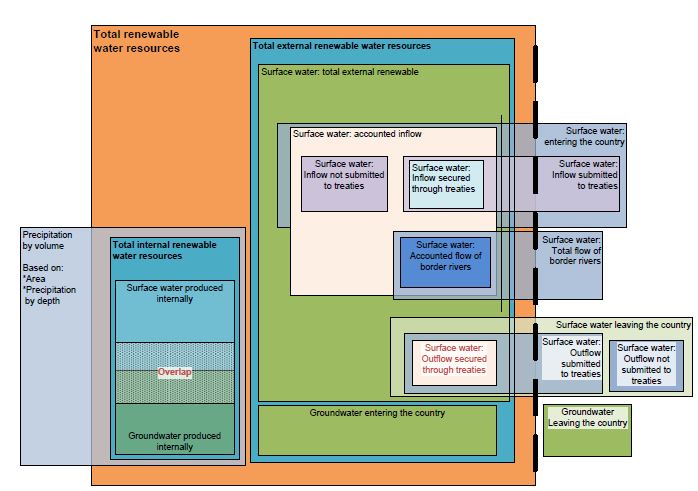 Total renewable
water resources
Total external renewable water resources
Surface water: total external renewable
Surface water:
entering the country
Surface water: accounted inflow
Surface water:
Inflow not submitted
to treaties
Surface water:
Inflow secured
through treaties
Surface water:
Inflow submitted
to treaties
Precipitation
by volume
Based on:
*Area
*Precipitation
by depth
Total internal renewable
water resources
Surface water:
Accounted flow of
border rivers
Surface water:
Total flow of
border rivers
Surface water produced
internally
Overlap
Groundwater produced
internally
Surface water leaving the country
Surface water:
Outflow secured
through treaties
Surface water:
Outflow
submitted
to treaties
Surface water:
Outflow not
submitted to
treaties
Groundwater entering the country
Groundwater
Leaving the country